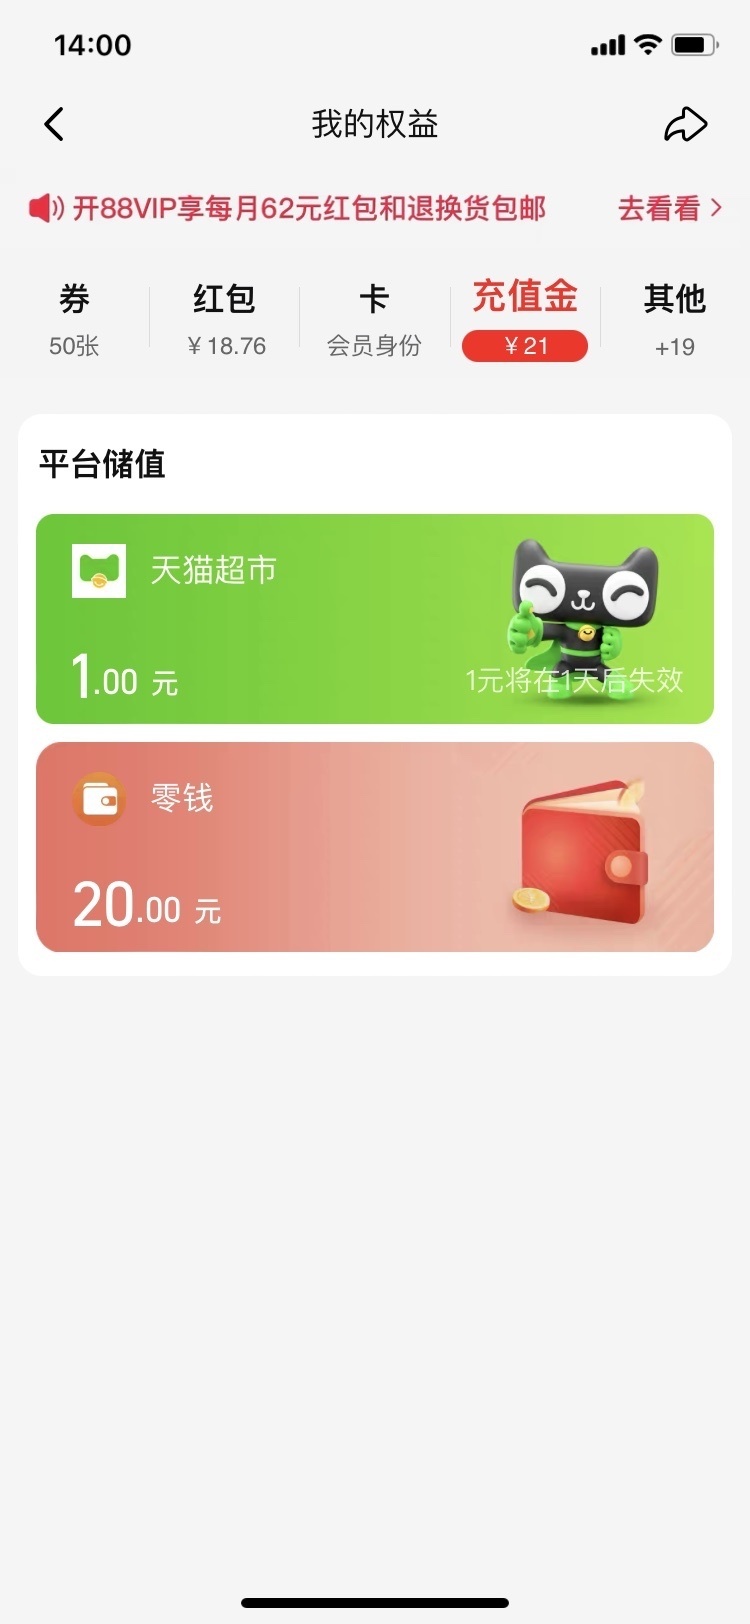 14:00
我的权益
开88VIP享每月62元红包和退换货包邮 去看看
券 红包 卡 充值金 其他
50张 ¥18.76 会员身份 ¥21 +19
平台储值
天猫超市
1.00 元 1元将在1天后失效
零钱
20.00 元